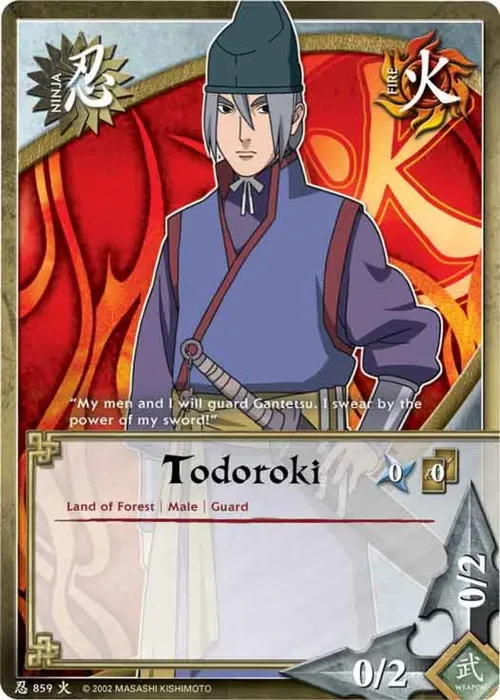 忍
NINJA
FIRE
火
"My men and I will guard Gantetsu. I swear by the
power of my sword!"
Todoroki
0
0
Land of Forest | Male | Guard
0/2
0/2
武
WEAPON
忍 859 火 © 2002 MASASHI KISHIMOTO